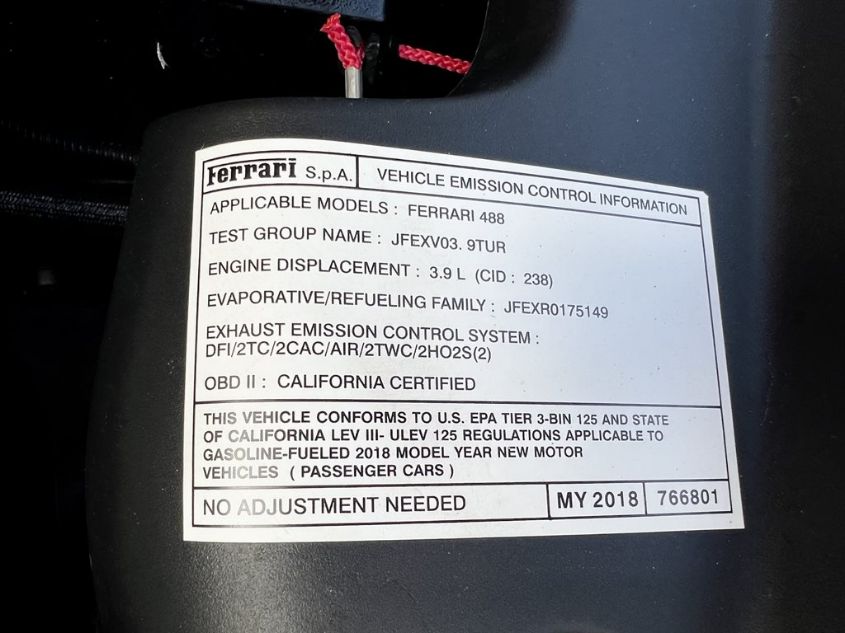 Ferrari S.p.A. VEHICLE EMISSION CONTROL INFORMATION
APPLICABLE MODELS : FERRARI 488
TEST GROUP NAME : JFEXV03. 9TUR
ENGINE DISPLACEMENT : 3.9 L (CID : 238)
EVAPORATIVE/REFUELING FAMILY : JFEXR0175149
EXHAUST EMISSION CONTROL SYSTEM :
DFI/2TC/2CAC/AIR/2TWC/2HO2S(2)
OBD II : CALIFORNIA CERTIFIED
THIS VEHICLE CONFORMS TO U.S. EPA TIER 3-BIN 125 AND STATE
OF CALIFORNIA LEV III- ULEV 125 REGULATIONS APPLICABLE TO
GASOLINE-FUELED 2018 MODEL YEAR NEW MOTOR
VEHICLES ( PASSENGER CARS )
NO ADJUSTMENT NEEDED MY 2018 766801